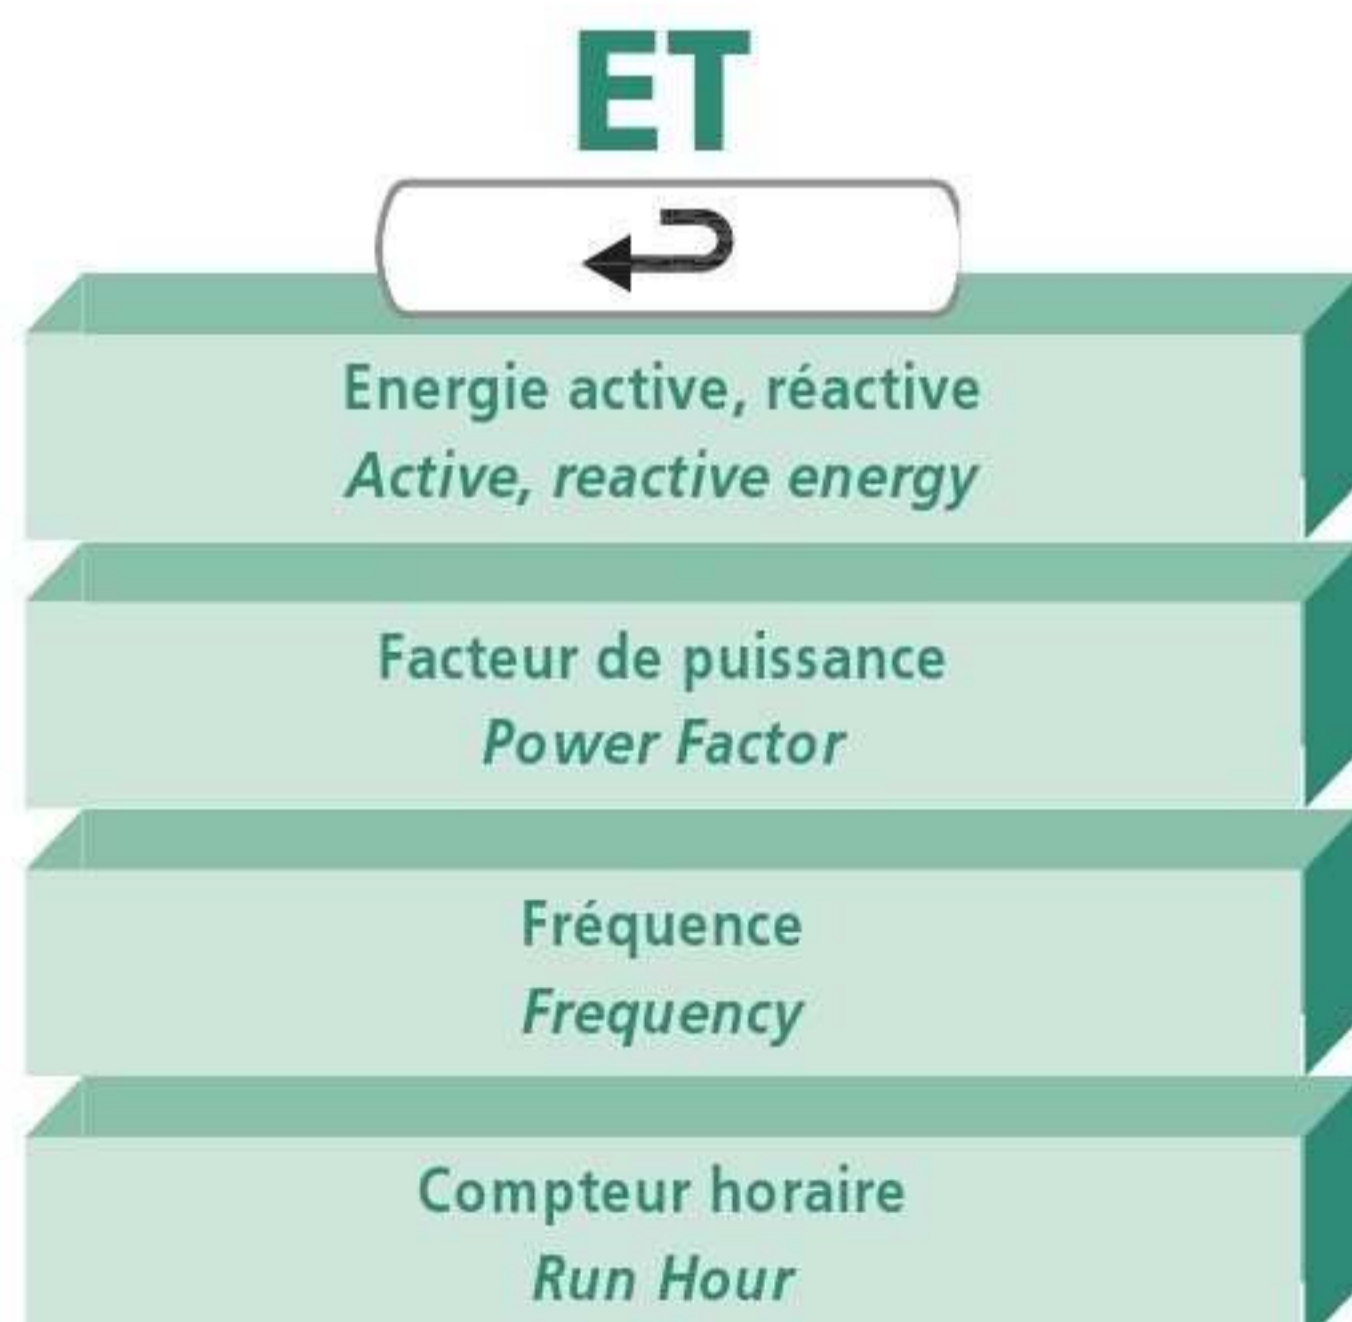 ET
Energie active, réactive
Active, reactive energy
Facteur de puissance
Power Factor
Fréquence
Frequency
Compteur horaire
Run Hour